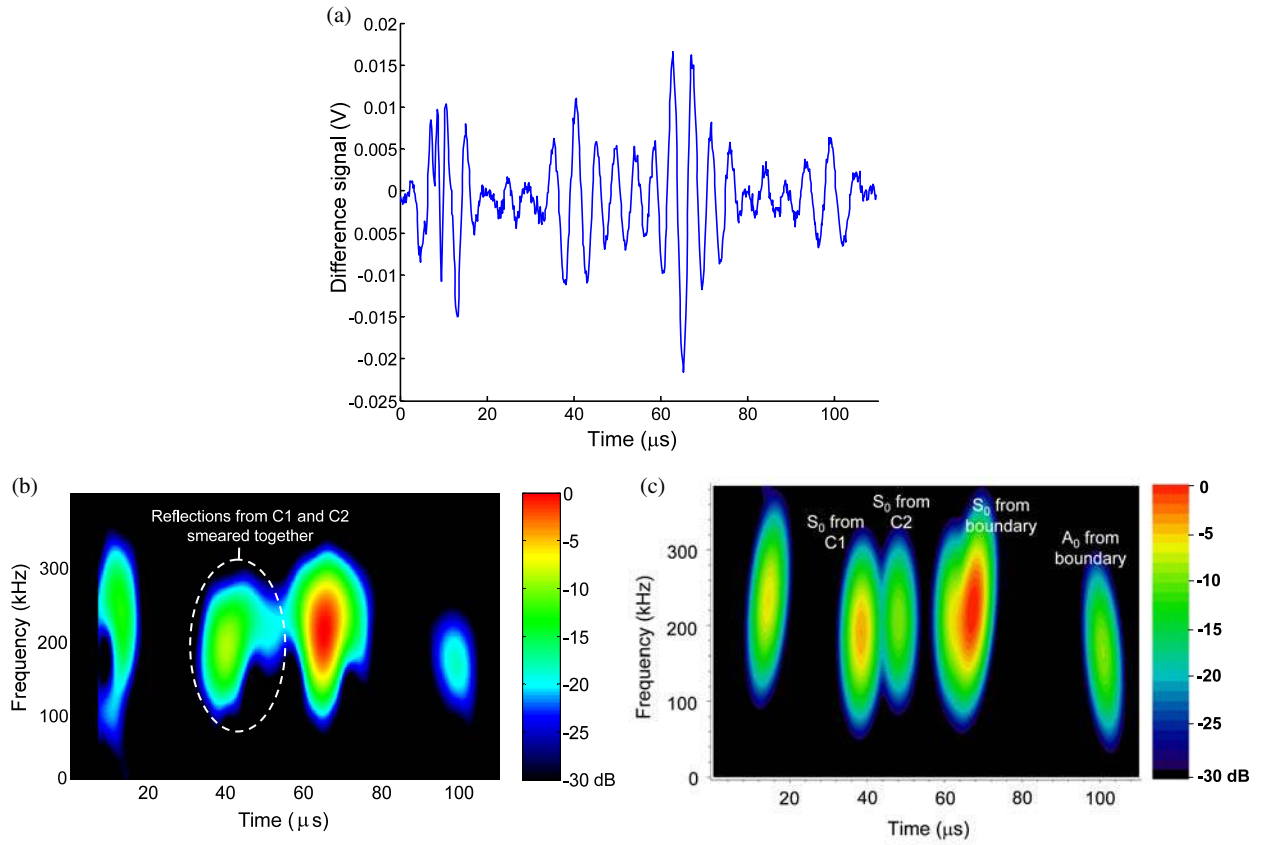 (a)
0.02
0.015
0.01
0.005
0
0.005
-0.01
-0.015
-0.02
-0.025
Difference signal (V)
0 20 40 60 80 100
Time (μs)
(b)
Reflections from C1 and C2
smeared together
300
200
100
0
Frequency (kHz)
20 40 60 80 100
Time (μs)
0
-5
-10
-15
-20
-25
-30 dB
(c)
S0 from
C1
S0 from
C2
S0 from
boundary
A0 from
boundary
300
200
100
0
Frequency (kHz)
20 40 60 80 100
Time (μs)
0
-5
-10
-15
-20
-25
-30 dB